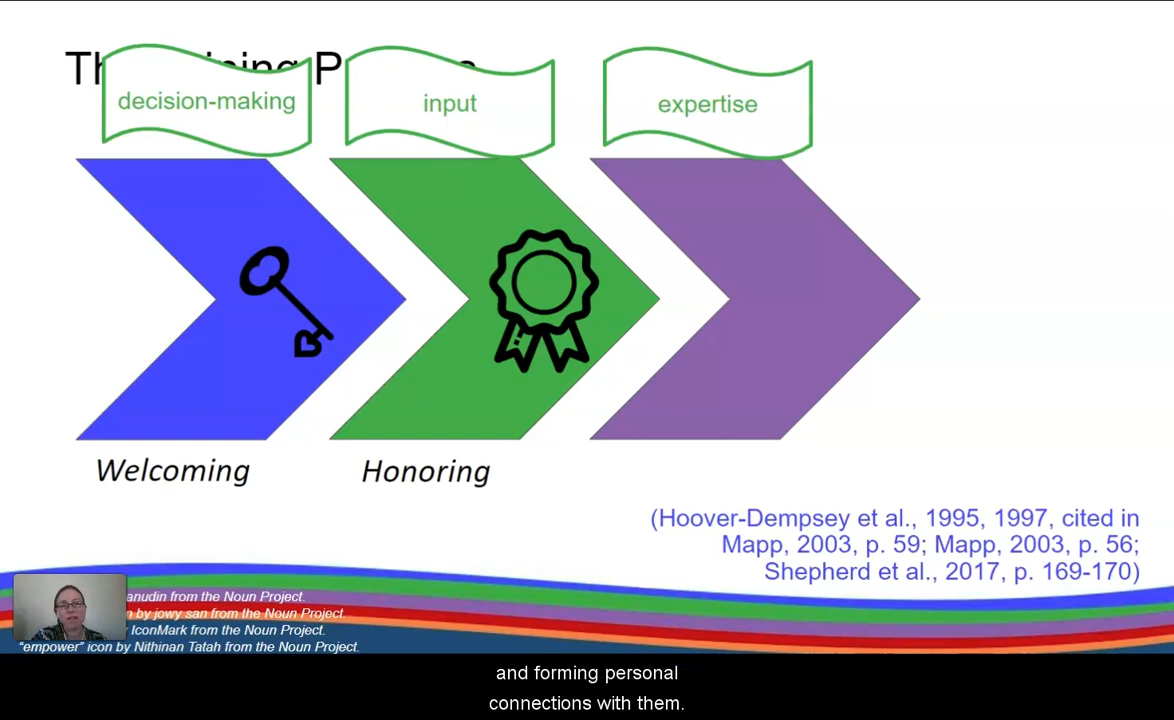 decision-making
input
expertise
Welcoming
Honoring
(Hoover-Dempsey et al., 1995, 1997, cited in
Mapp, 2003, p. 59; Mapp, 2003, p. 56;
Shepherd et al., 2017, p. 169-170)
from the Noun Project.
by jowy san from the Noun Project.
IconMark from the Noun Project.
"empower" icon by Nithinan Tatah from the Noun Project.
and forming personal
connections with them.